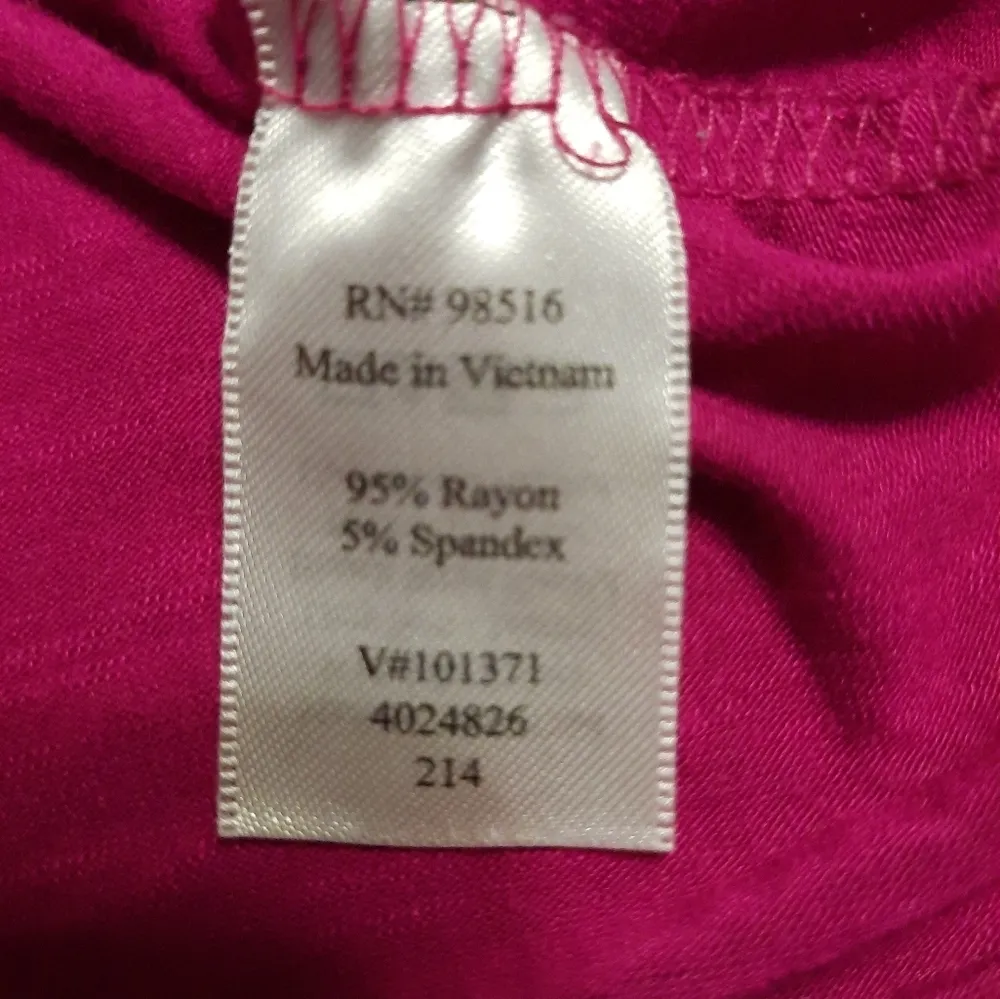 RN# 98516
Made in Vietnam
95% Rayon
5% Spandex
V#101371
4024826
214